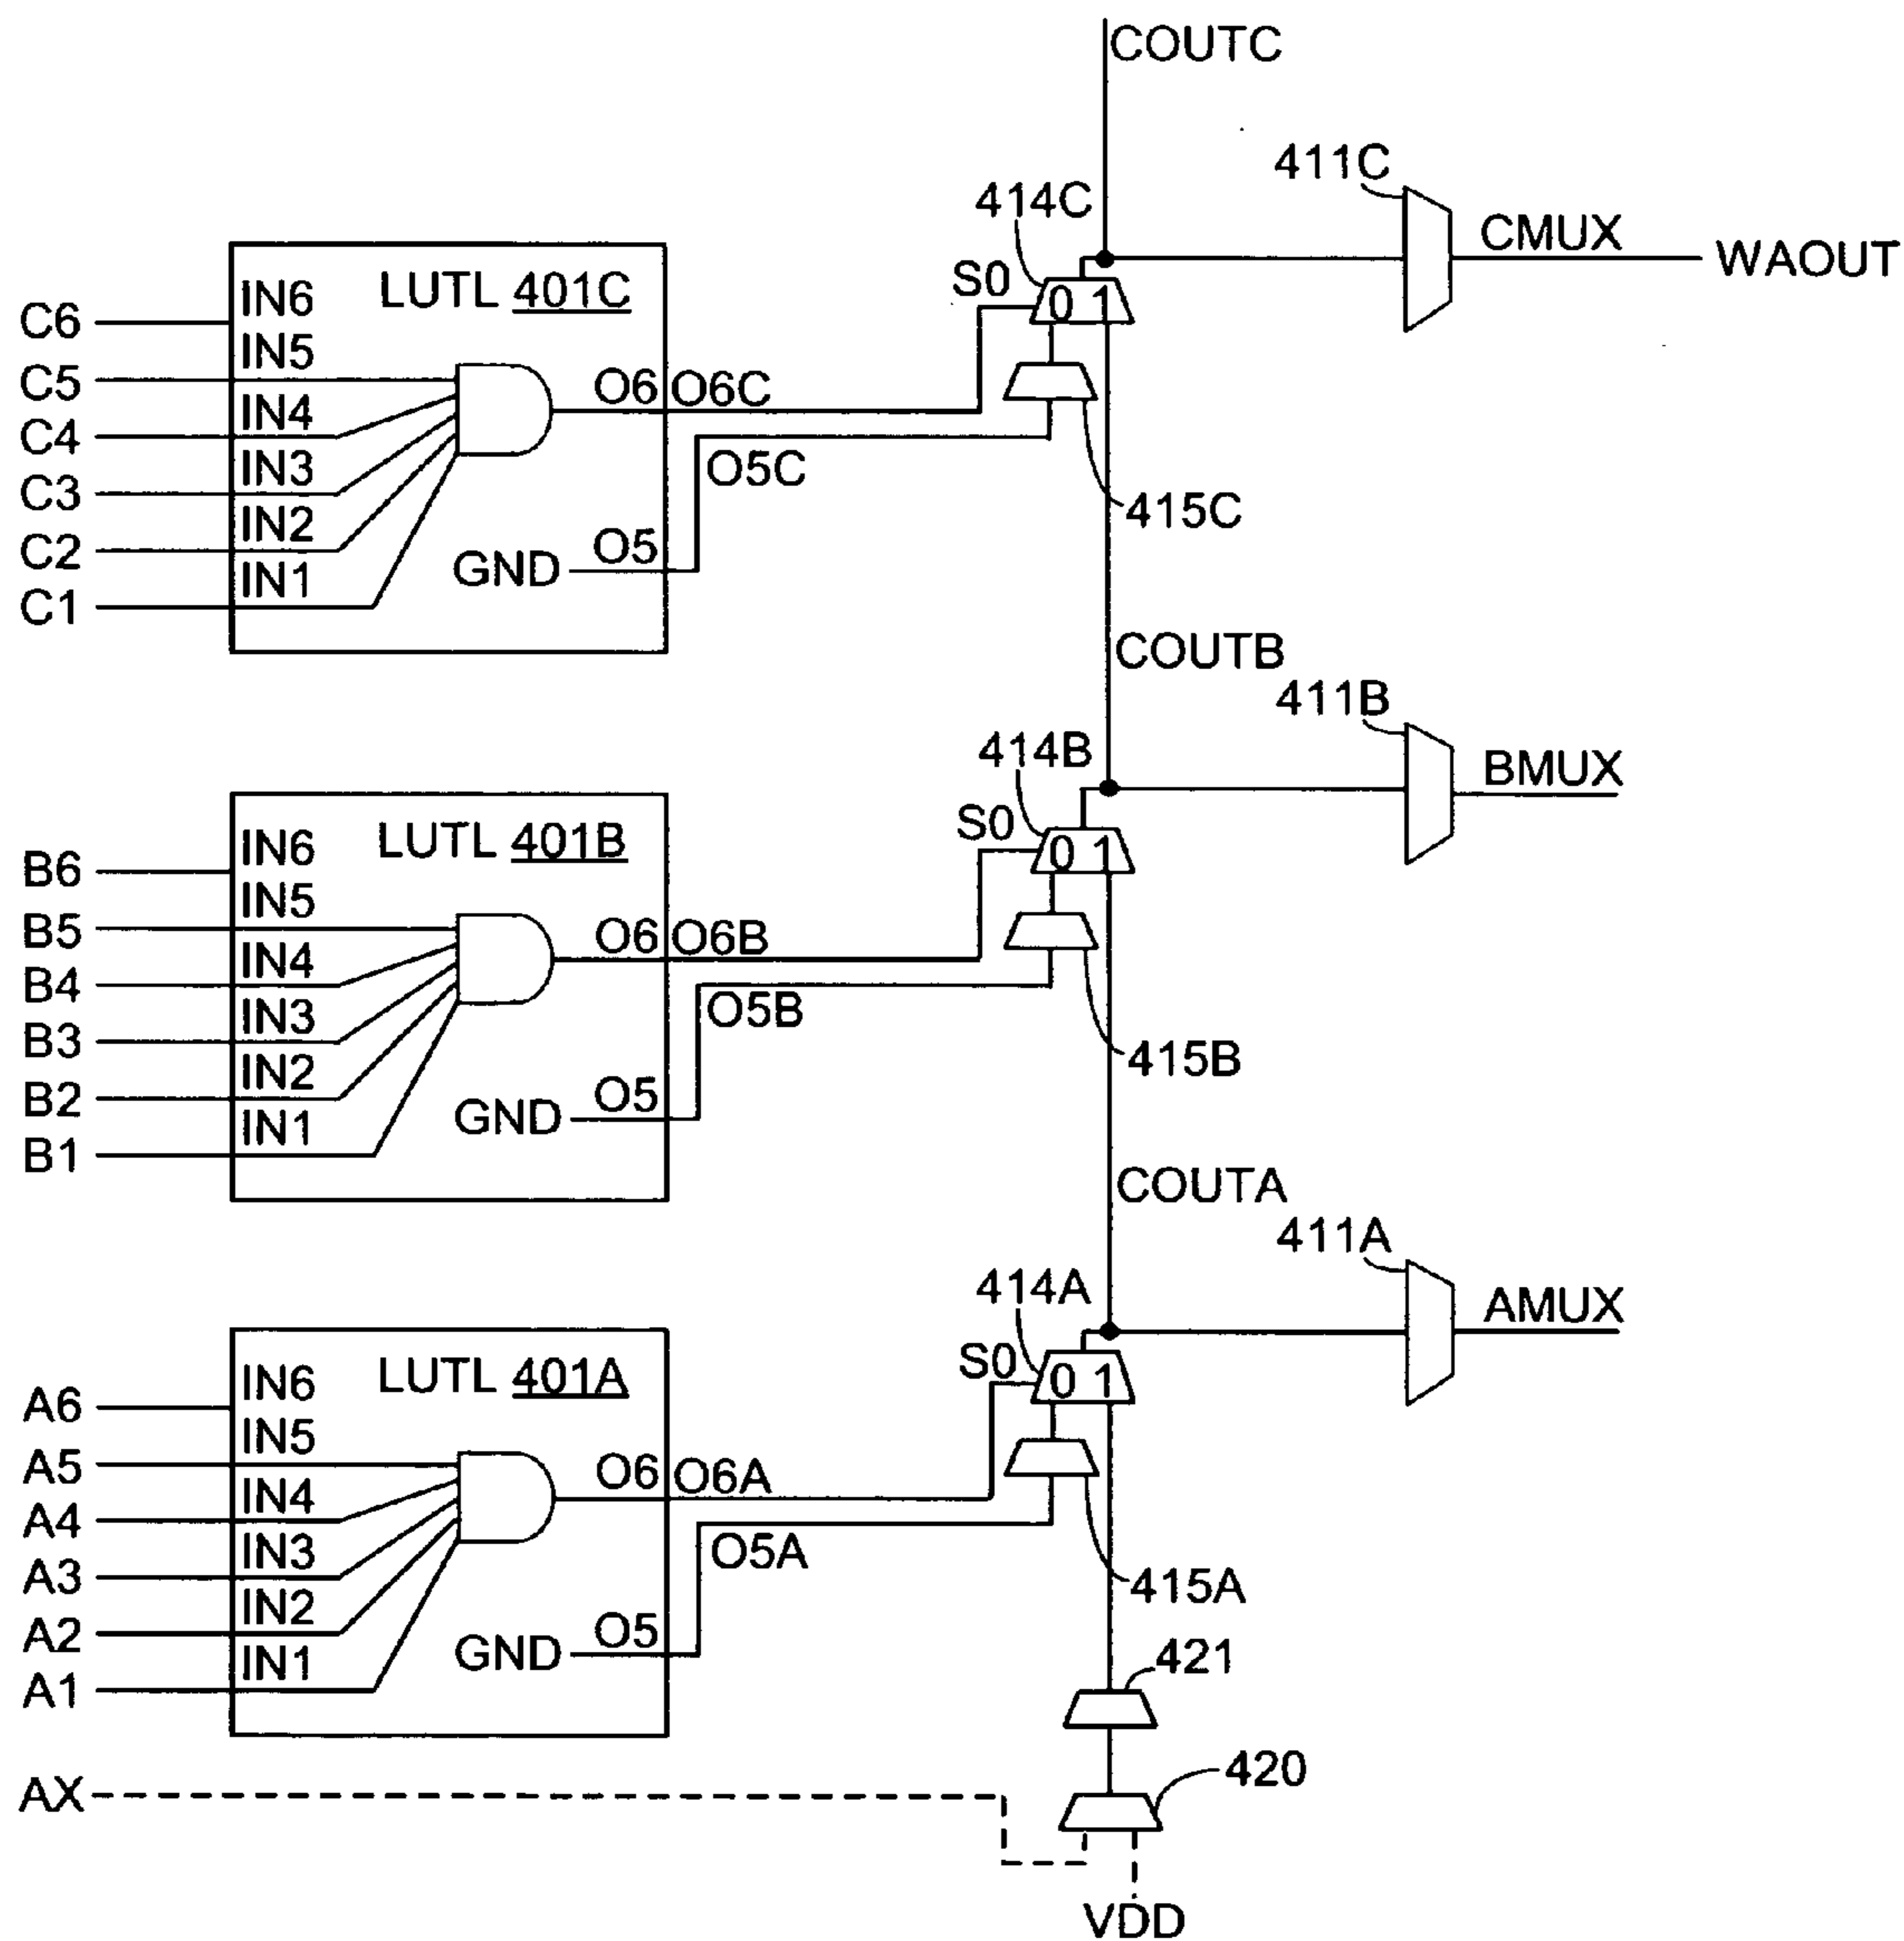 COUTC
411C
414C
CMUX
WAOUT
S0
0 1
LUTL 401C
IN6
C6
IN5
C5
O6 O6C
IN4
C4
IN3
O5C
C3
415C
IN2
C2
O5
GND
IN1
C1
COUTB
411B
414B
BMUX
S0
0 1
LUTL 401B
IN6
B6
IN5
B5
O6 O6B
IN4
B4
IN3
O5B
B3
415B
IN2
B2
O5
GND
IN1
B1
COUTA
411A
414A
AMUX
S0
0 1
LUTL 401A
IN6
A6
IN5
A5
O6 O6A
IN4
A4
IN3
O5A
A3
415A
IN2
A2
O5
GND
IN1
A1
421
420
AX
VDD